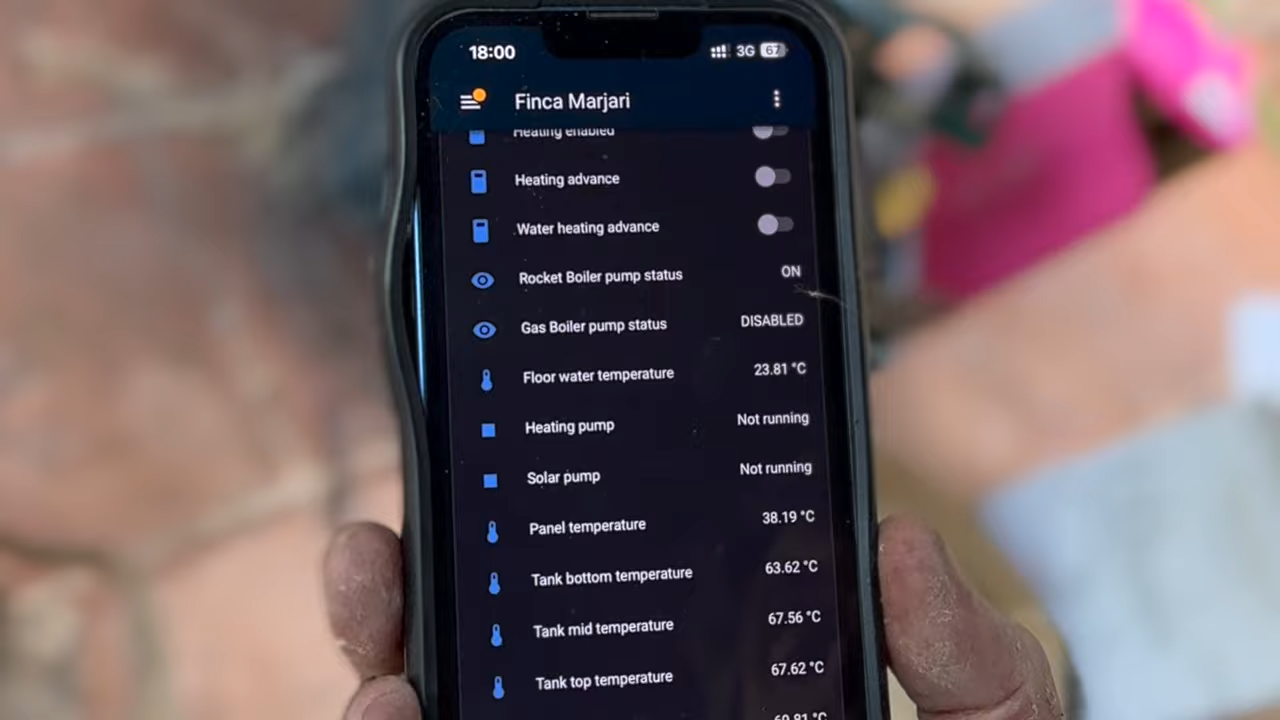 18:00 3G 67
Finca Marjari
Heating enabled
Heating advance
Water heating advance
Rocket Boiler pump status ON
Gas Boiler pump status DISABLED
Floor water temperature 23.81 °C
Heating pump Not running
Solar pump Not running
Panel temperature 38.19 °C
Tank bottom temperature 63.62 °C
Tank mid temperature 67.56 °C
Tank top temperature 67.62 °C